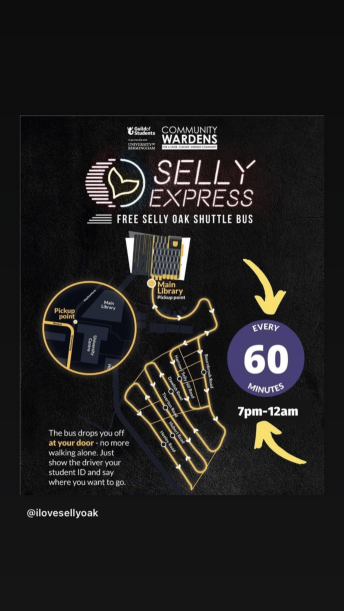 Guild of
Students
UNIVERSITY OF
BIRMINGHAM
COMMUNITY
WARDENS
SELLY
EXPRESS
FREE SELLY OAK SHUTTLE BUS
Main
Library
Pickup point
Main
Library
Pickup
point
University
Centre
EVERY
60
MINUTES
7pm-12am
The bus drops you off
at your door - no more
walking alone. Just
show the driver your
student ID and say
where you want to go.
@ilovesellyoak